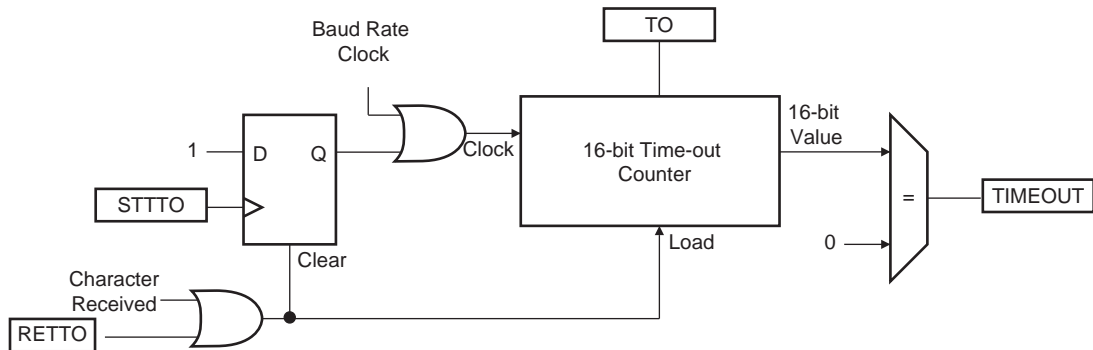 TO
Baud Rate
Clock
16-bit
Value
1
D
Q
Clock
16-bit Time-out
Counter
STTTO
=
TIMEOUT
0
Clear
Load
Character
Received
RETTO